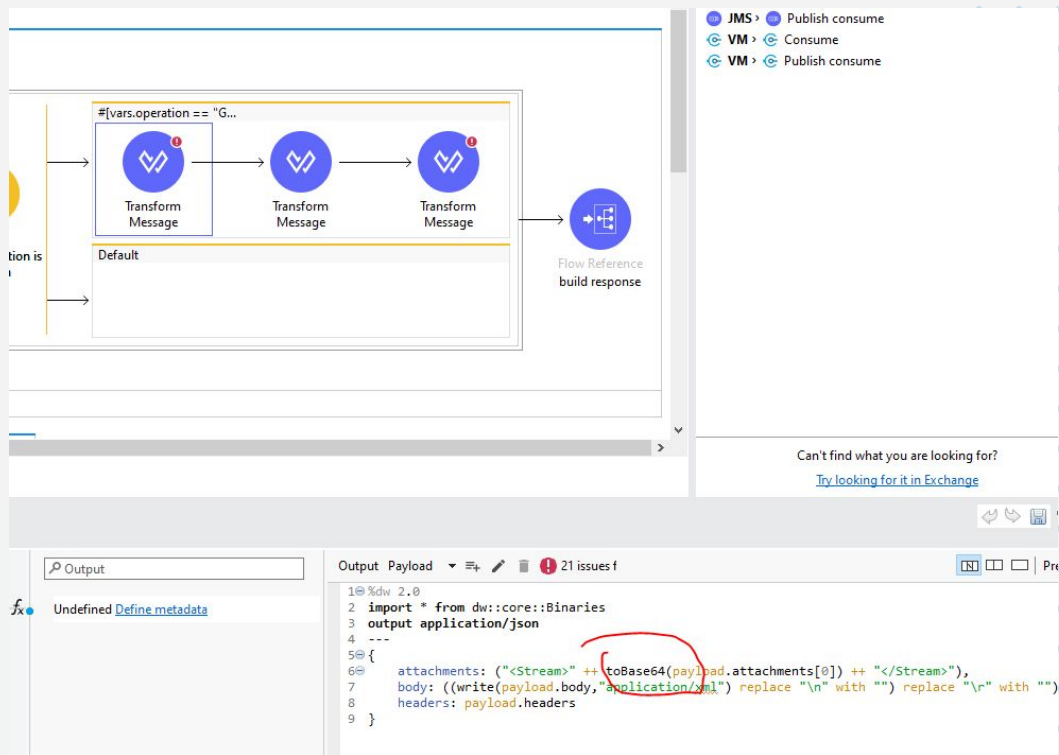 JMS › Publish consume
VM › Consume
VM › Publish consume
#[vars.operation == "G...
Transform Message
Transform Message
Transform Message
tion is
Default
Flow Reference
build response
Can't find what you are looking for?
Try looking for it in Exchange
Output
Output Payload
21 issues f
Pre
fx
Undefined Define metadata
1 %dw 2.0
2 import * from dw::core::Binaries
3 output application/json
4 ---
5 {
6 attachments: ("<Stream>" ++ toBase64(payload.attachments[0]) ++ "</Stream>"),
7 body: ((write(payload.body,"application/xml") replace "\n" with "") replace "\r" with "")
8 headers: payload.headers
9 }